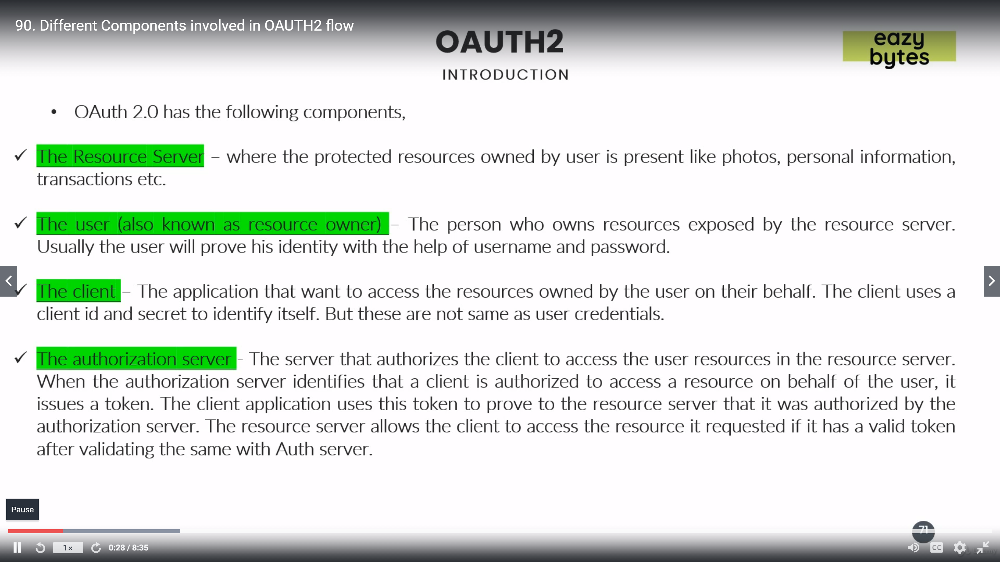 90. Different Components involved in OAUTH2 flow
OAUTH2
eazy
bytes
INTRODUCTION
• OAuth 2.0 has the following components,
✓ The Resource Server – where the protected resources owned by user is present like photos, personal information,
transactions etc.
✓ The user (also known as resource owner) – The person who owns resources exposed by the resource server.
Usually the user will prove his identity with the help of username and password.
✓ The client – The application that want to access the resources owned by the user on their behalf. The client uses a
client id and secret to identify itself. But these are not same as user credentials.
✓ The authorization server - The server that authorizes the client to access the user resources in the resource server.
When the authorization server identifies that a client is authorized to access a resource on behalf of the user, it
issues a token. The client application uses this token to prove to the resource server that it was authorized by the
authorization server. The resource server allows the client to access the resource it requested if it has a valid token
after validating the same with Auth server.
Pause
71
1x
0:28 / 8:35
CC